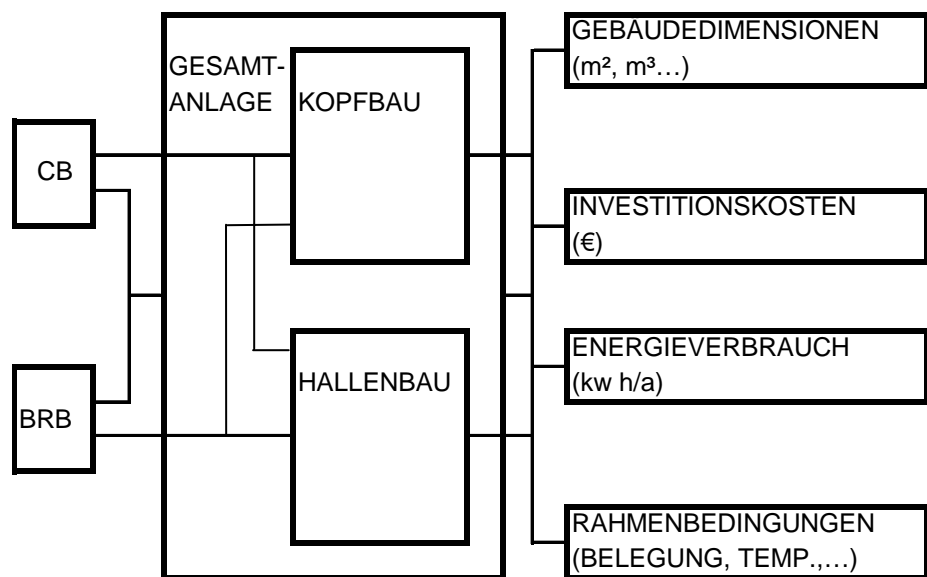 CB
BRB
GESAMT-
ANLAGE
KOPFBAU
HALLENBAU
GEBAUDEDIMENSIONEN
(m², m³…)
INVESTITIONSKOSTEN
(€)
ENERGIEVERBRAUCH
(kw h/a)
RAHMENBEDINGUNGEN
(BELEGUNG, TEMP.,…)